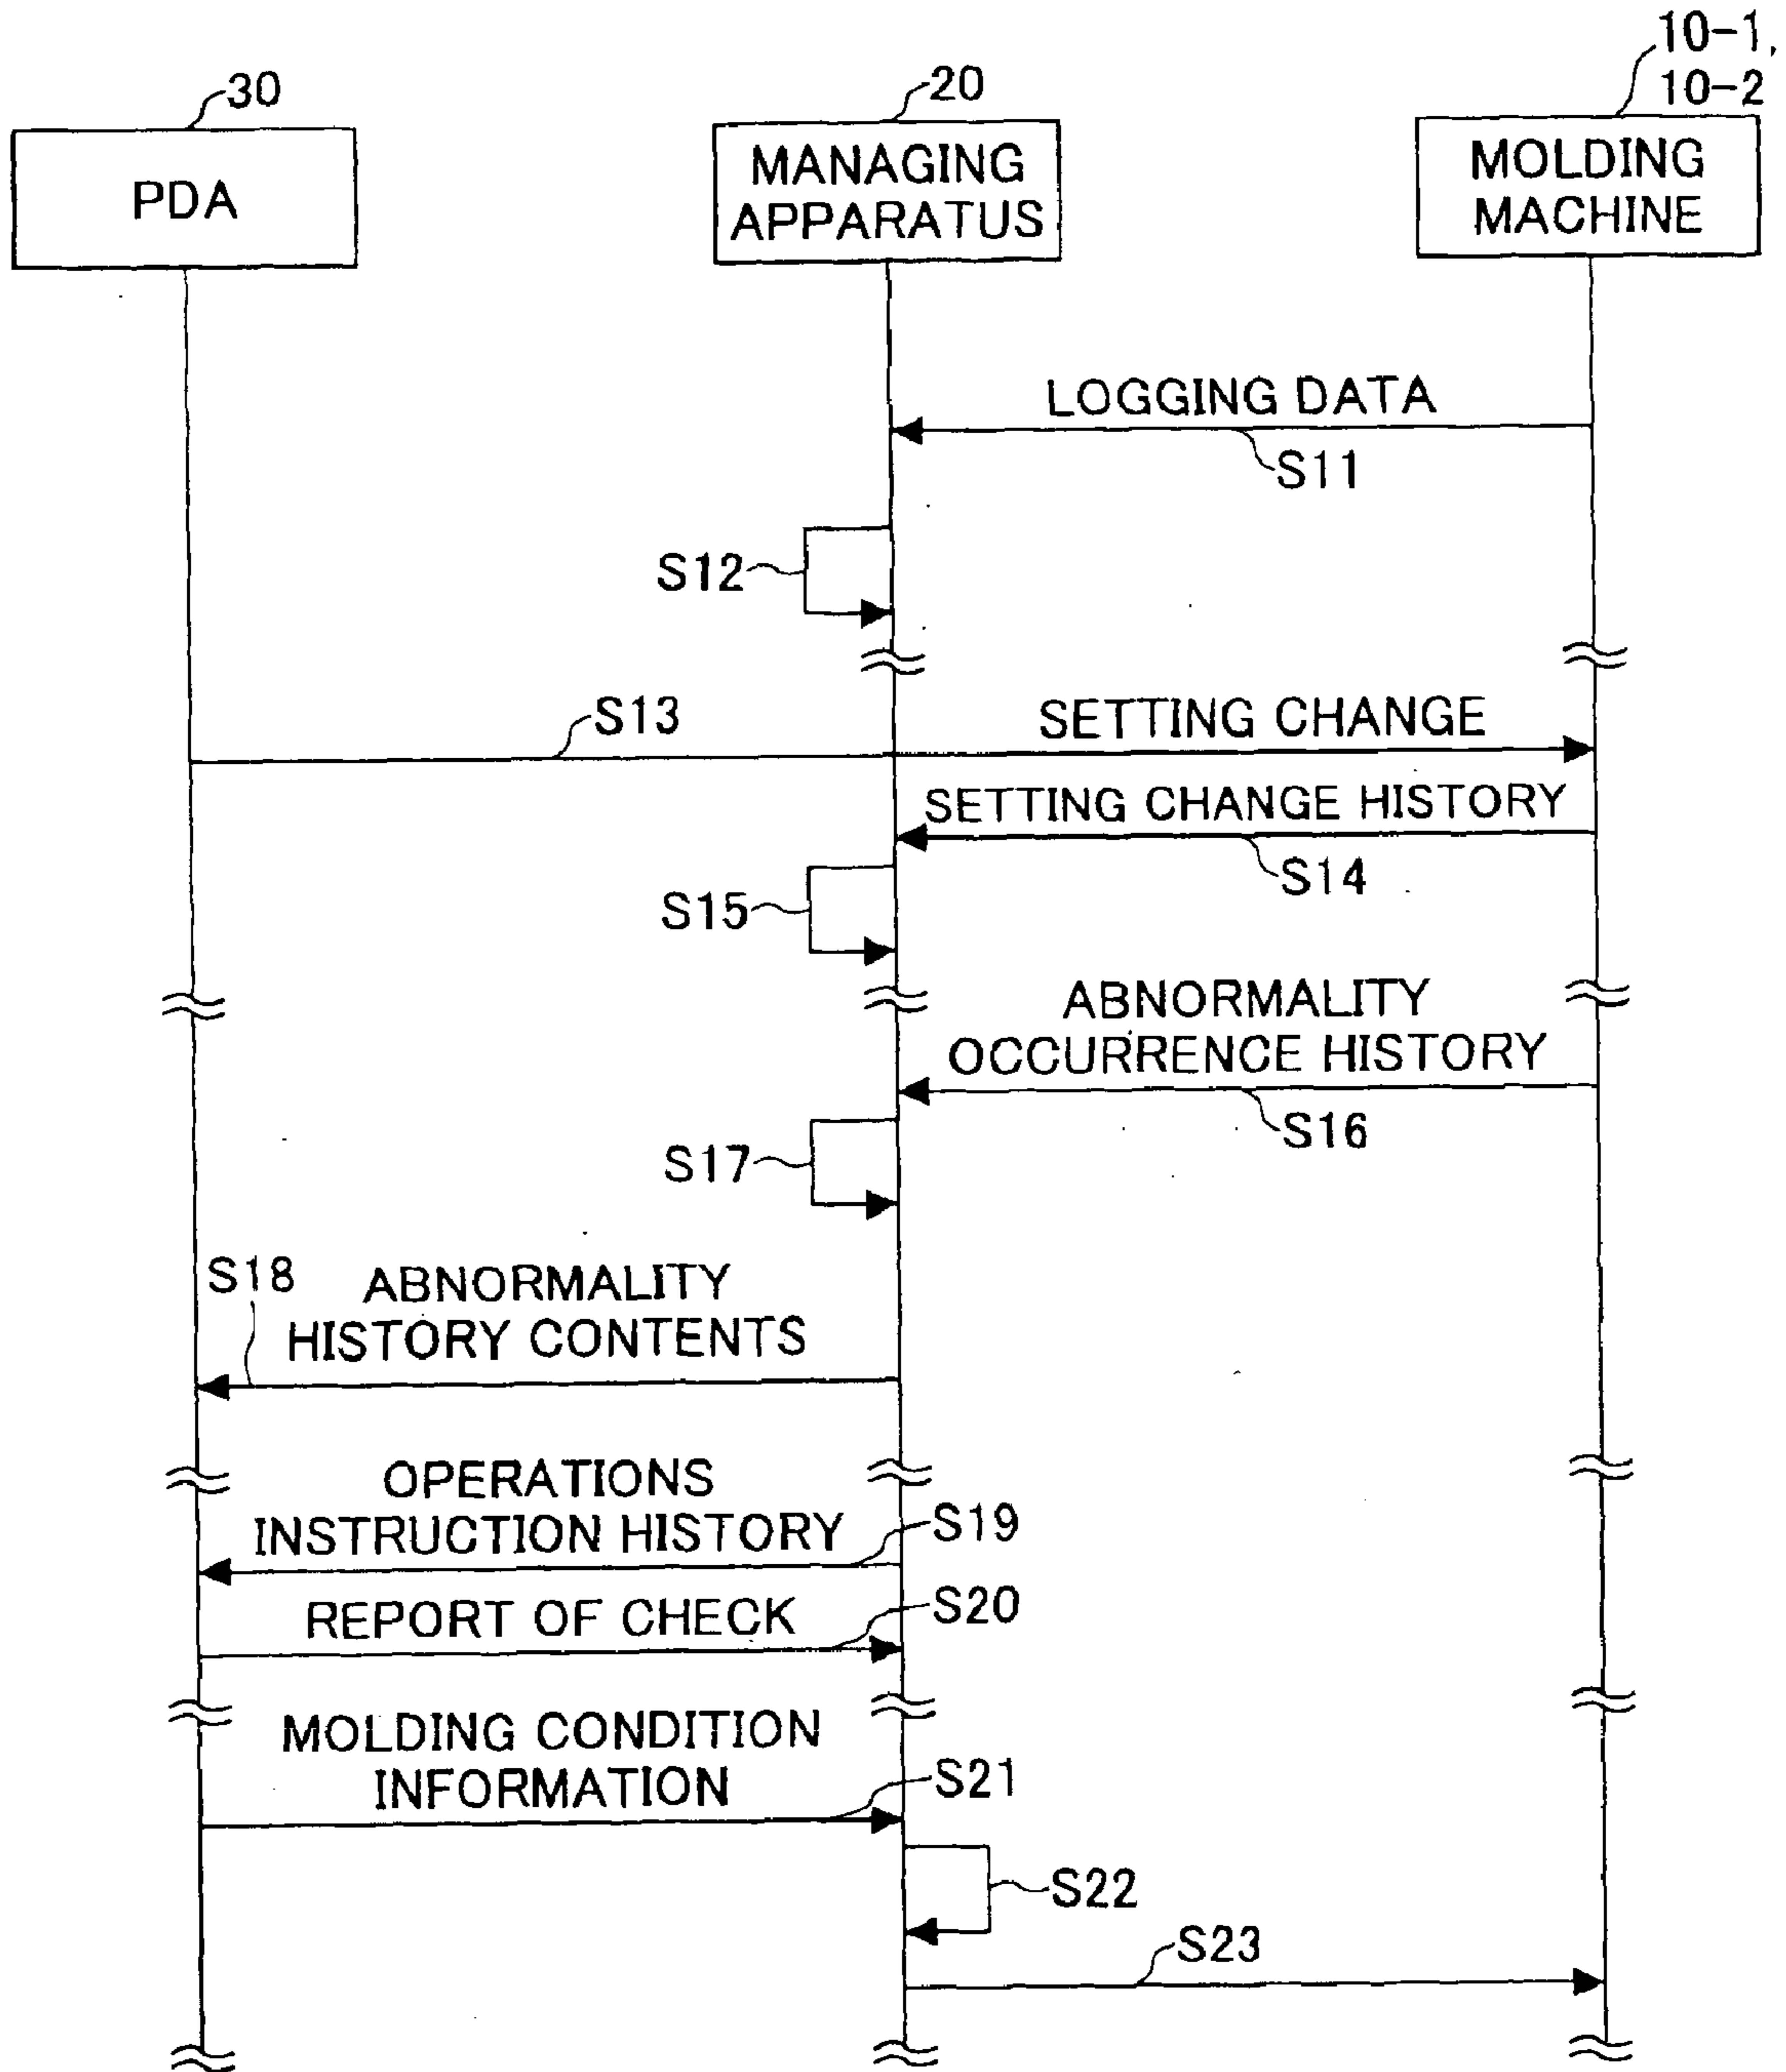 10-1,
10-2
30
20
PDA
MANAGING
APPARATUS
MOLDING
MACHINE
LOGGING DATA
S11
S12
S13
SETTING CHANGE
SETTING CHANGE HISTORY
S14
S15
ABNORMALITY
OCCURRENCE HISTORY
S16
S17
S18
ABNORMALITY
HISTORY CONTENTS
OPERATIONS
INSTRUCTION HISTORY
S19
REPORT OF CHECK
S20
MOLDING CONDITION
INFORMATION
S21
S22
S23